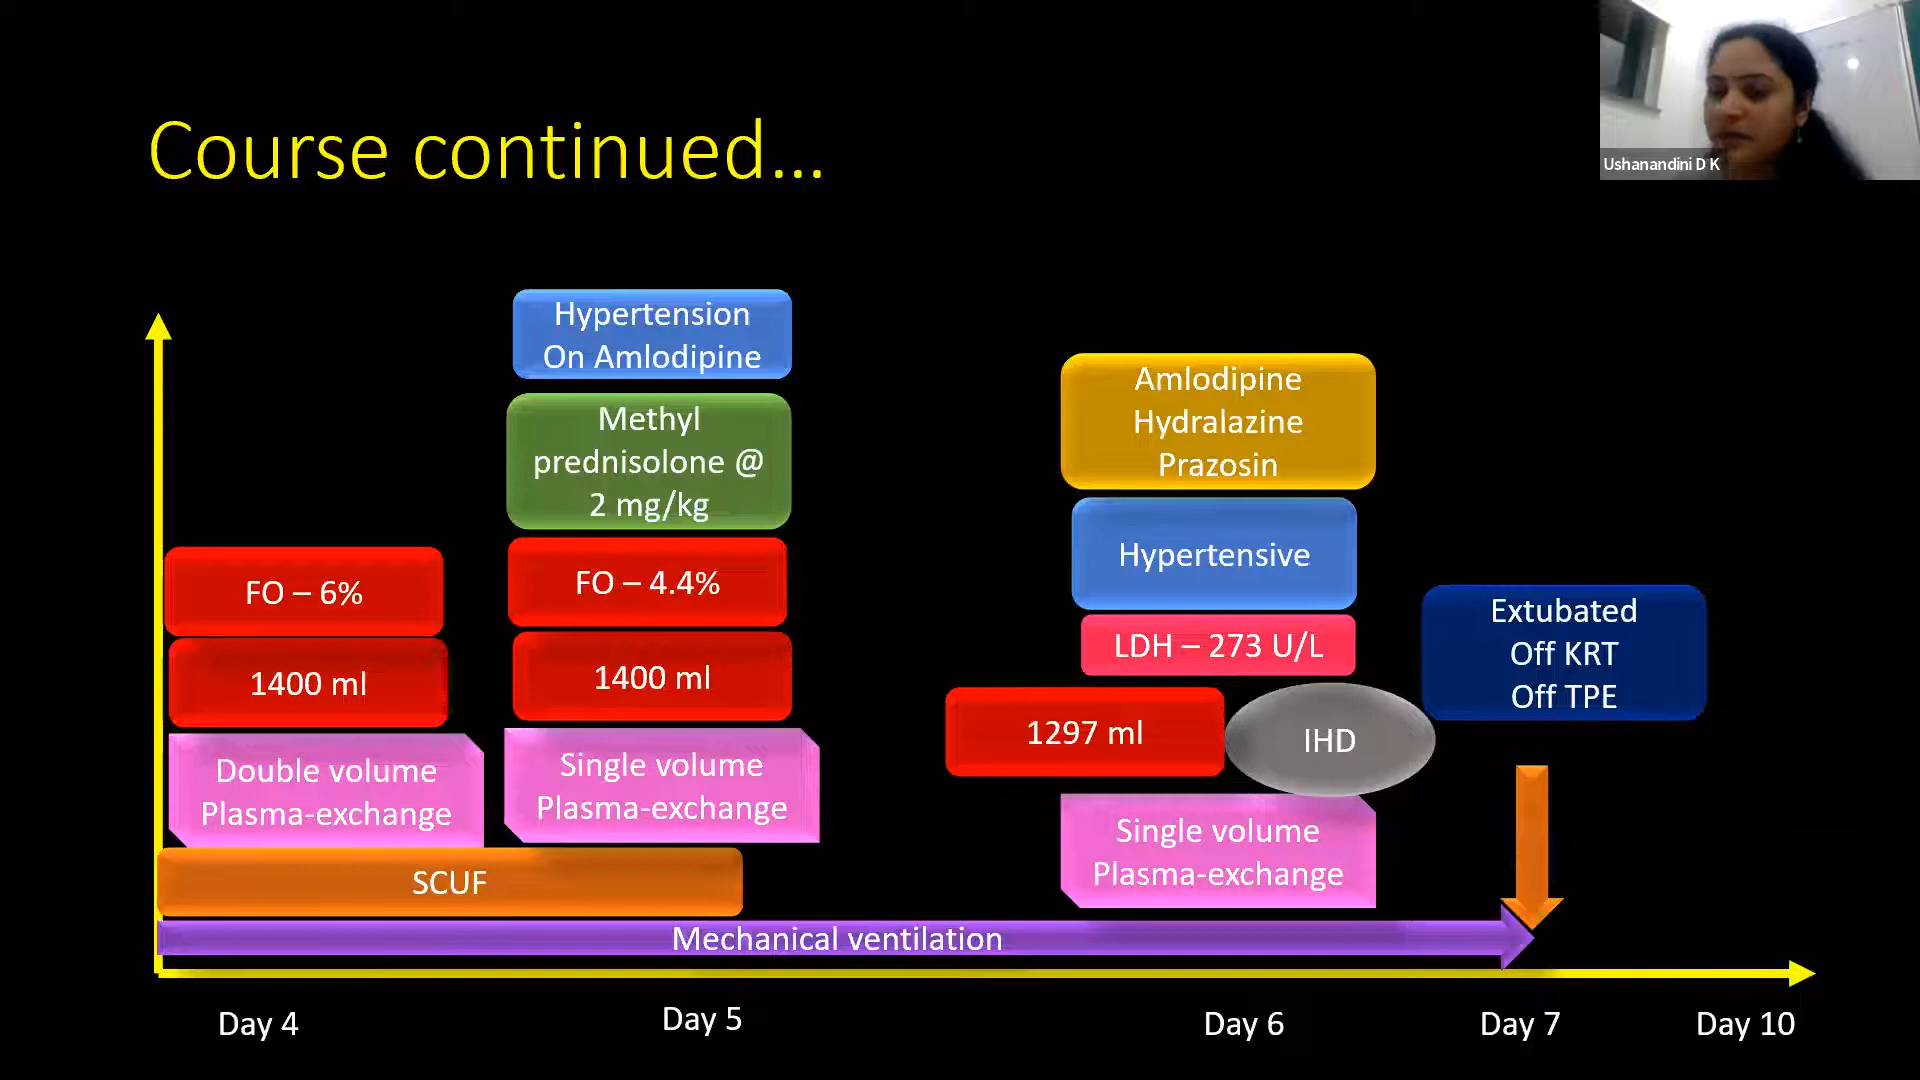 Course continued...
Ushanandini D K
Hypertension
On Amlodipine
Methyl
prednisolone @
2 mg/kg
FO – 6%
FO – 4.4%
1400 ml
1400 ml
Double volume
Plasma-exchange
Single volume
Plasma-exchange
SCUF
Amlodipine
Hydralazine
Prazosin
Hypertensive
LDH – 273 U/L
1297 ml
IHD
Single volume
Plasma-exchange
Extubated
Off KRT
Off TPE
Mechanical ventilation
Day 4
Day 5
Day 6
Day 7
Day 10